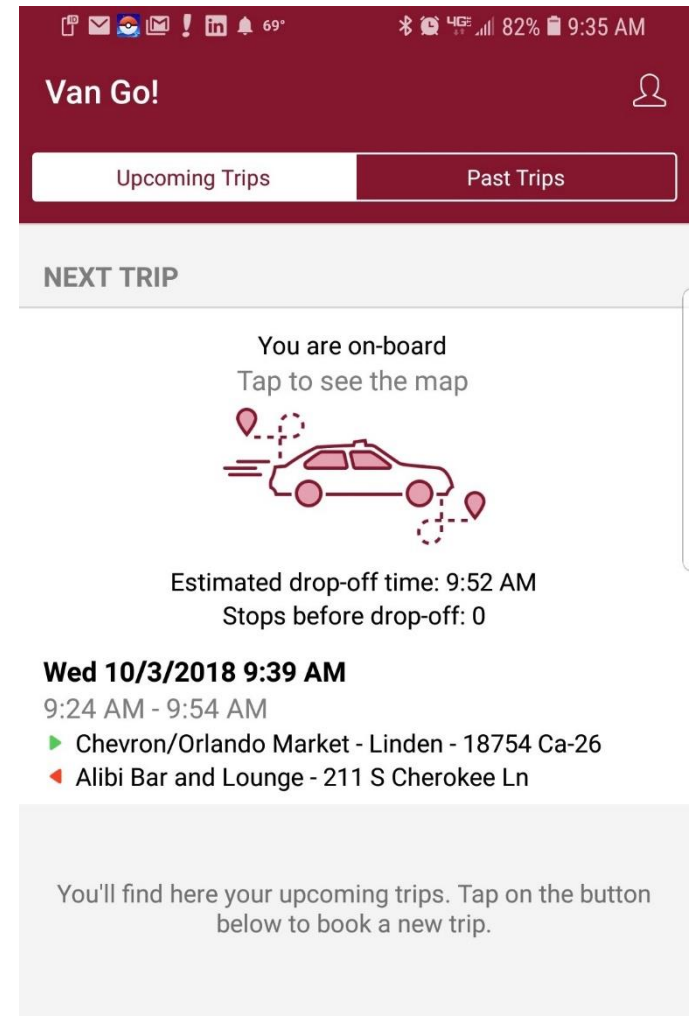 69° 4GE 82% 9:35 AM
Van Go!
Upcoming Trips Past Trips
NEXT TRIP
You are on-board
Tap to see the map
Estimated drop-off time: 9:52 AM
Stops before drop-off: 0
Wed 10/3/2018 9:39 AM
9:24 AM - 9:54 AM
Chevron/Orlando Market - Linden - 18754 Ca-26
Alibi Bar and Lounge - 211 S Cherokee Ln
You'll find here your upcoming trips. Tap on the button
below to book a new trip.